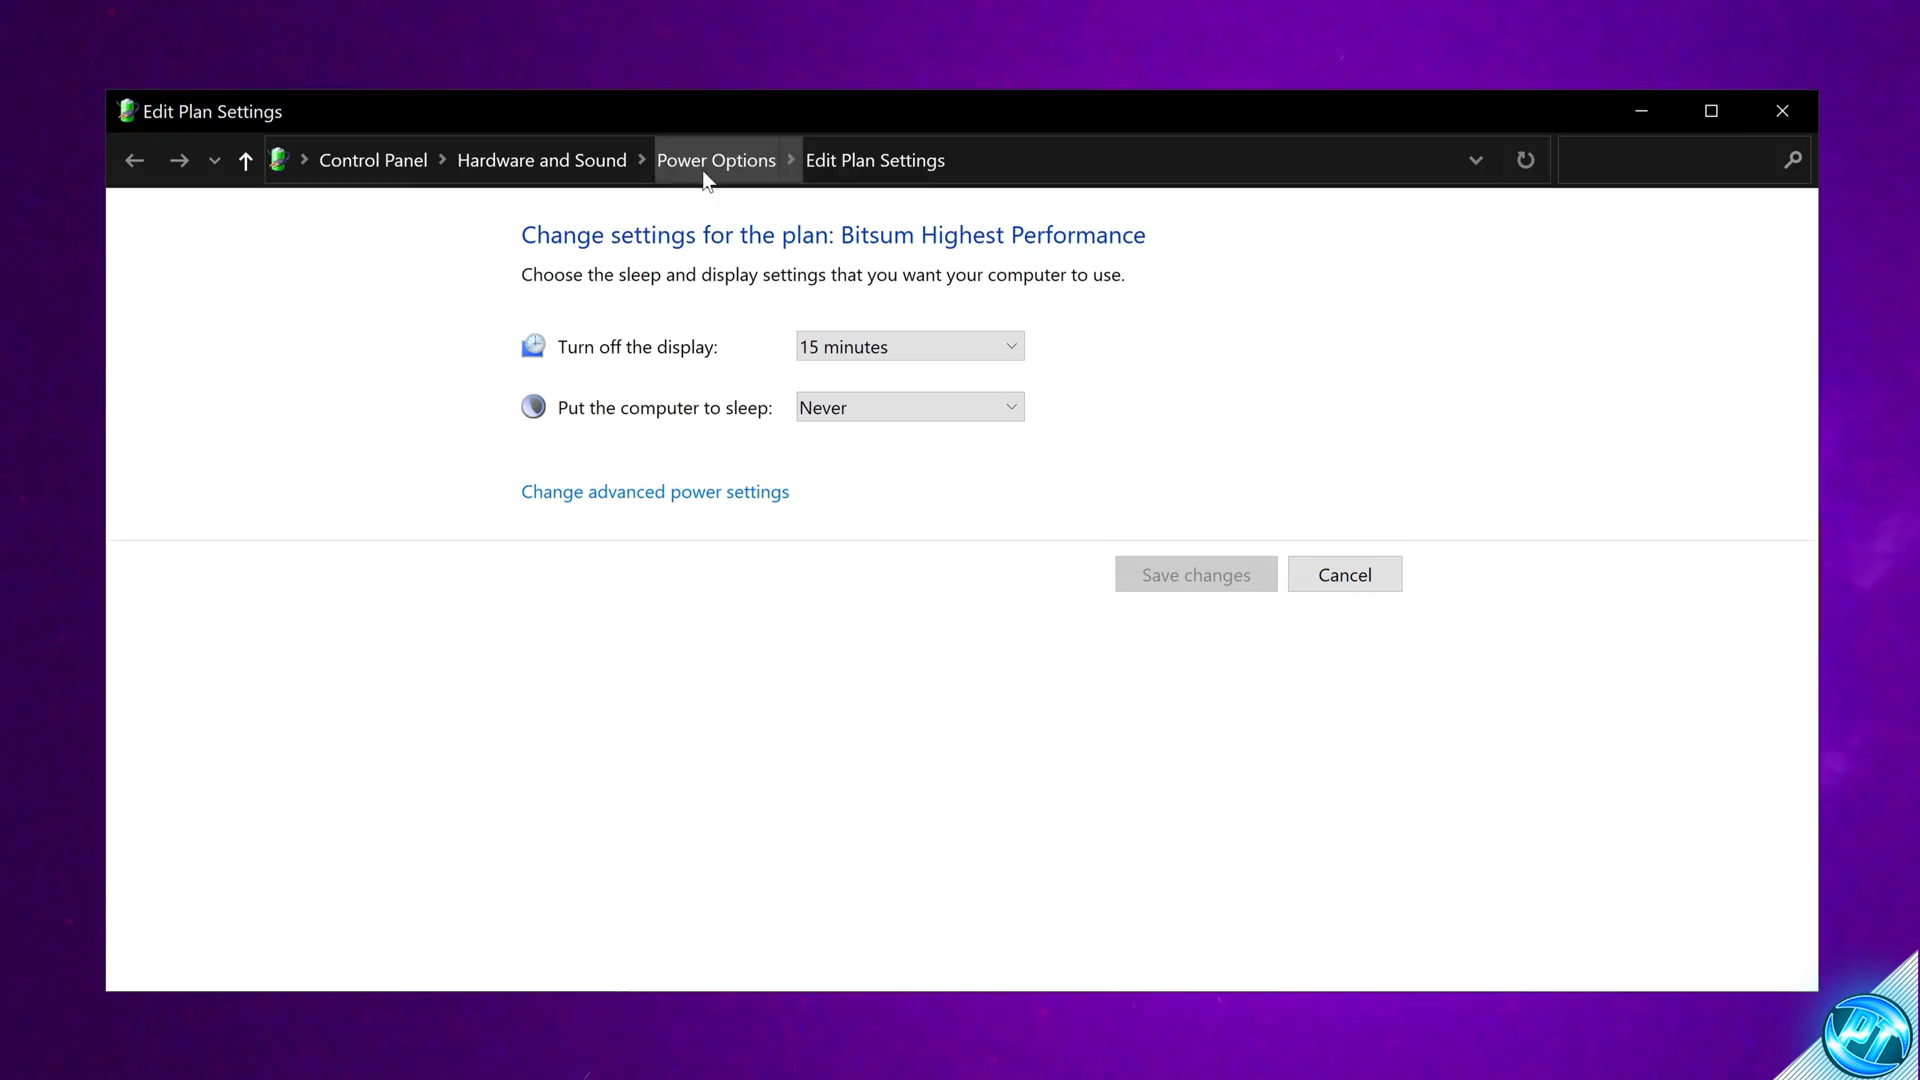 Edit Plan Settings
Control Panel > Hardware and Sound > Power Options > Edit Plan Settings
Change settings for the plan: Bitsum Highest Performance
Choose the sleep and display settings that you want your computer to use.
Turn off the display: 15 minutes
Put the computer to sleep: Never
Change advanced power settings
Save changes Cancel
PT